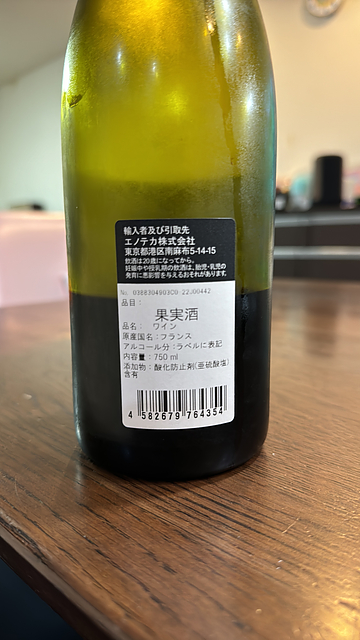 輸入者及び引取先
エノテカ株式会社
東京都港区南麻布5-14-15
飲酒は20歳になってから。
妊娠中や授乳期の飲酒は、胎児・乳児の
発育に悪影響を与えるおそれがあります。
No. 0388304903C0-22J00442
品目：
果実酒
品名： ワイン
原産国名：フランス
アルコール分：ラベルに表記
内容量：750 ml
添加物：酸化防止剤(亜硫酸塩)
含有
4 582679 764354